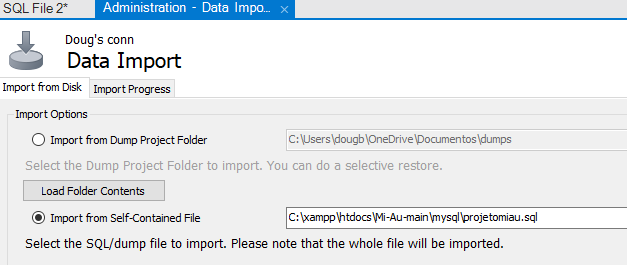 SQL File 2*
Administration - Data Impo...
Doug's conn
Data Import
Import from Disk
Import Progress
Import Options
Import from Dump Project Folder
C:\Users\dougb\OneDrive\Documentos\dumps
Select the Dump Project Folder to import. You can do a selective restore.
Load Folder Contents
Import from Self-Contained File
C:\xampp\htdocs\Mi-Au-main\mysql\projetomiau.sql
Select the SQL/dump file to import. Please note that the whole file will be imported.